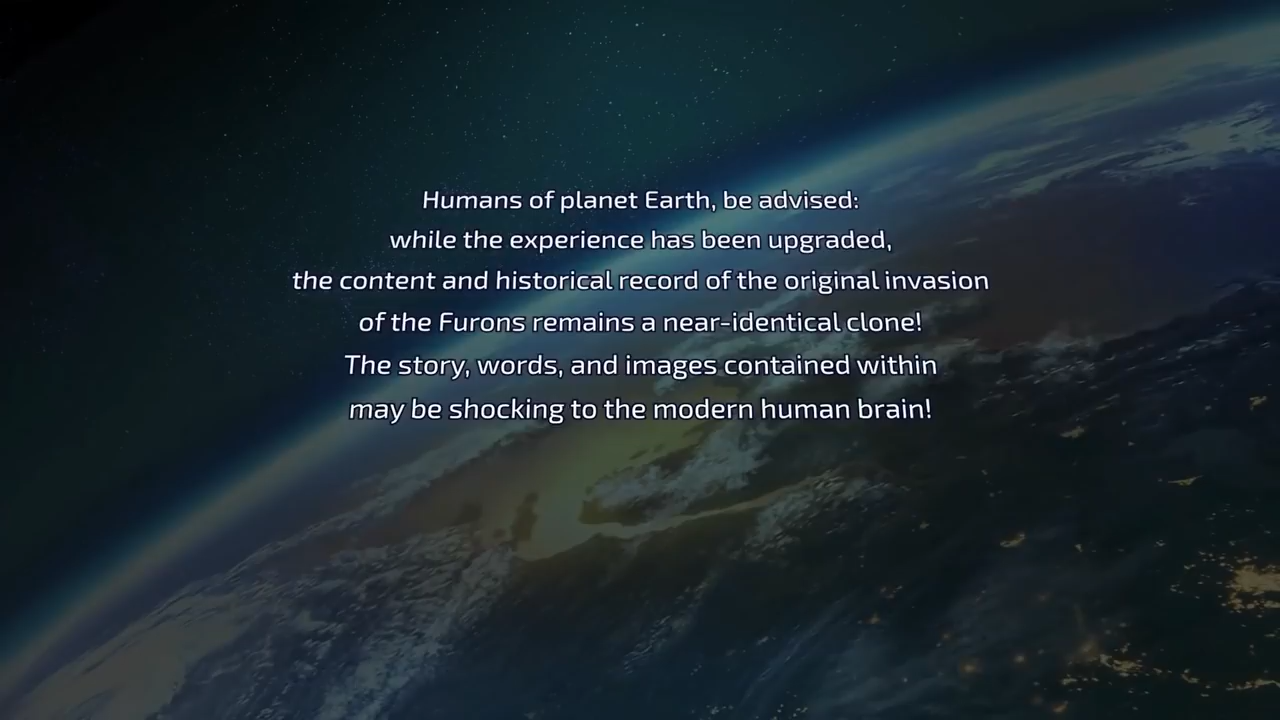 Humans of planet Earth, be advised:
while the experience has been upgraded,
the content and historical record of the original invasion
of the Furons remains a near-identical clone!
The story, words, and images contained within
may be shocking to the modern human brain!